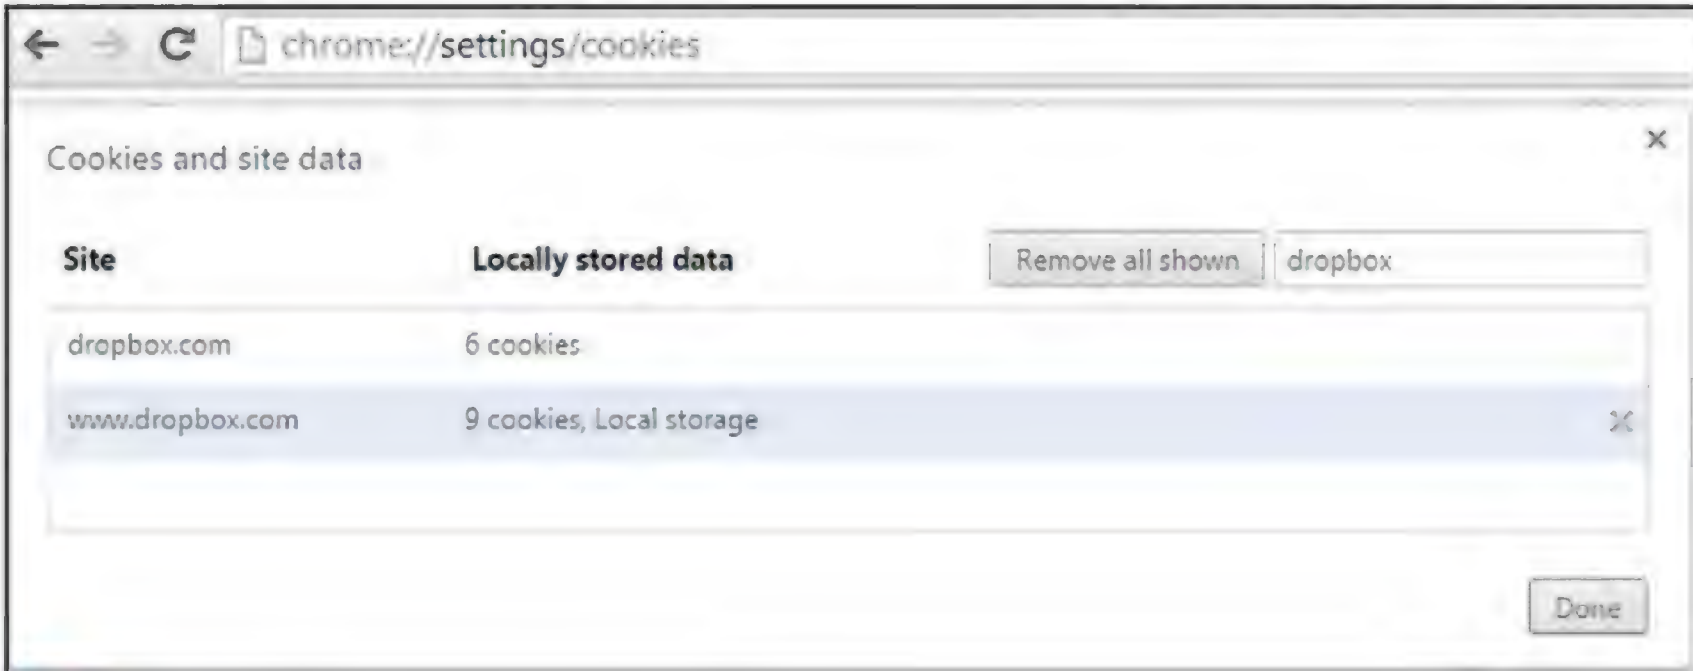 chrome://settings/cookies
Cookies and site data
Site Locally stored data Remove all shown dropbox
dropbox.com 6 cookies
www.dropbox.com 9 cookies, Local storage
Done